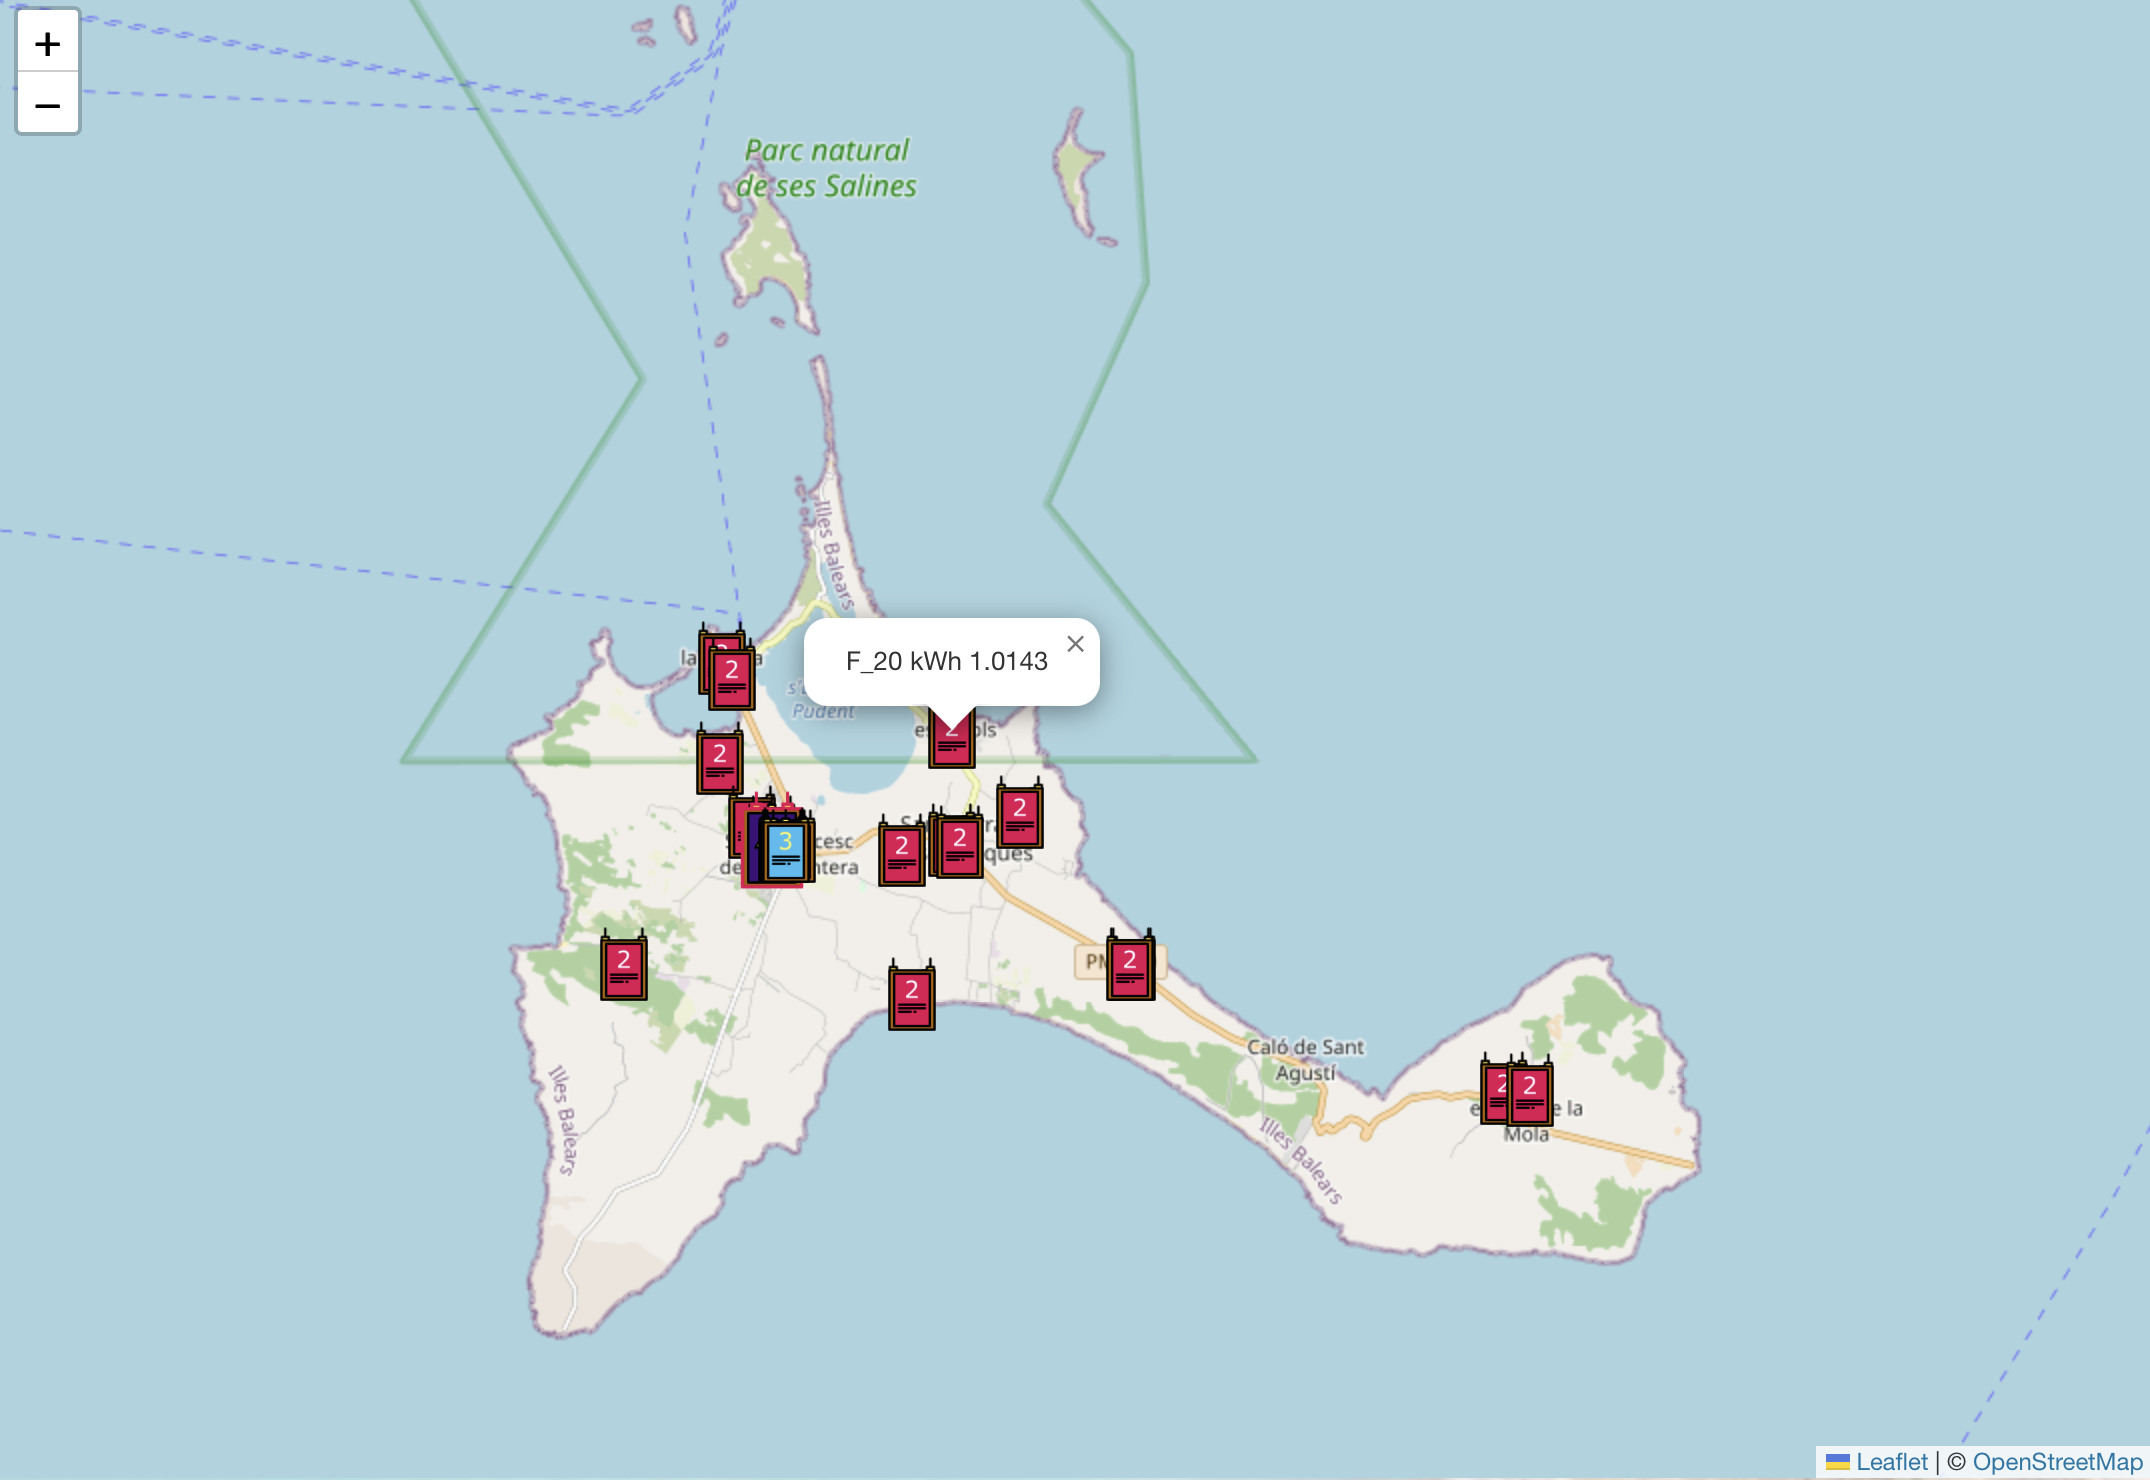 +
−
Parc natural
de ses Salines
Illes Balears
F_20 kWh 1.0143 ×
la
2
2
2
Pudent
2
2
3
2
2
cesc
de
ntera
ques
2
2
PM
2
Caló de Sant
Agustí
2
2
e la
Mola
Illes Balears
Illes Balears
Leaflet | © OpenStreetMap